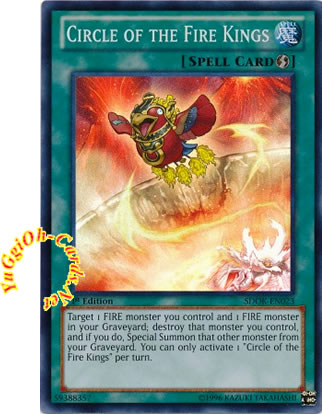 CIRCLE OF THE FIRE KINGS
[SPELL CARD]
YuGgiOh-Cards.Net
1st Edition
SDOK-EN023
Target 1 FIRE monster you control and 1 FIRE monster
in your Graveyard; destroy that monster you control,
and if you do, Special Summon that other monster
from your Graveyard. You can only activate 1 "Circle of
the Fire Kings" per turn.
59388357
©1996 KAZUKI TAKAHASHI